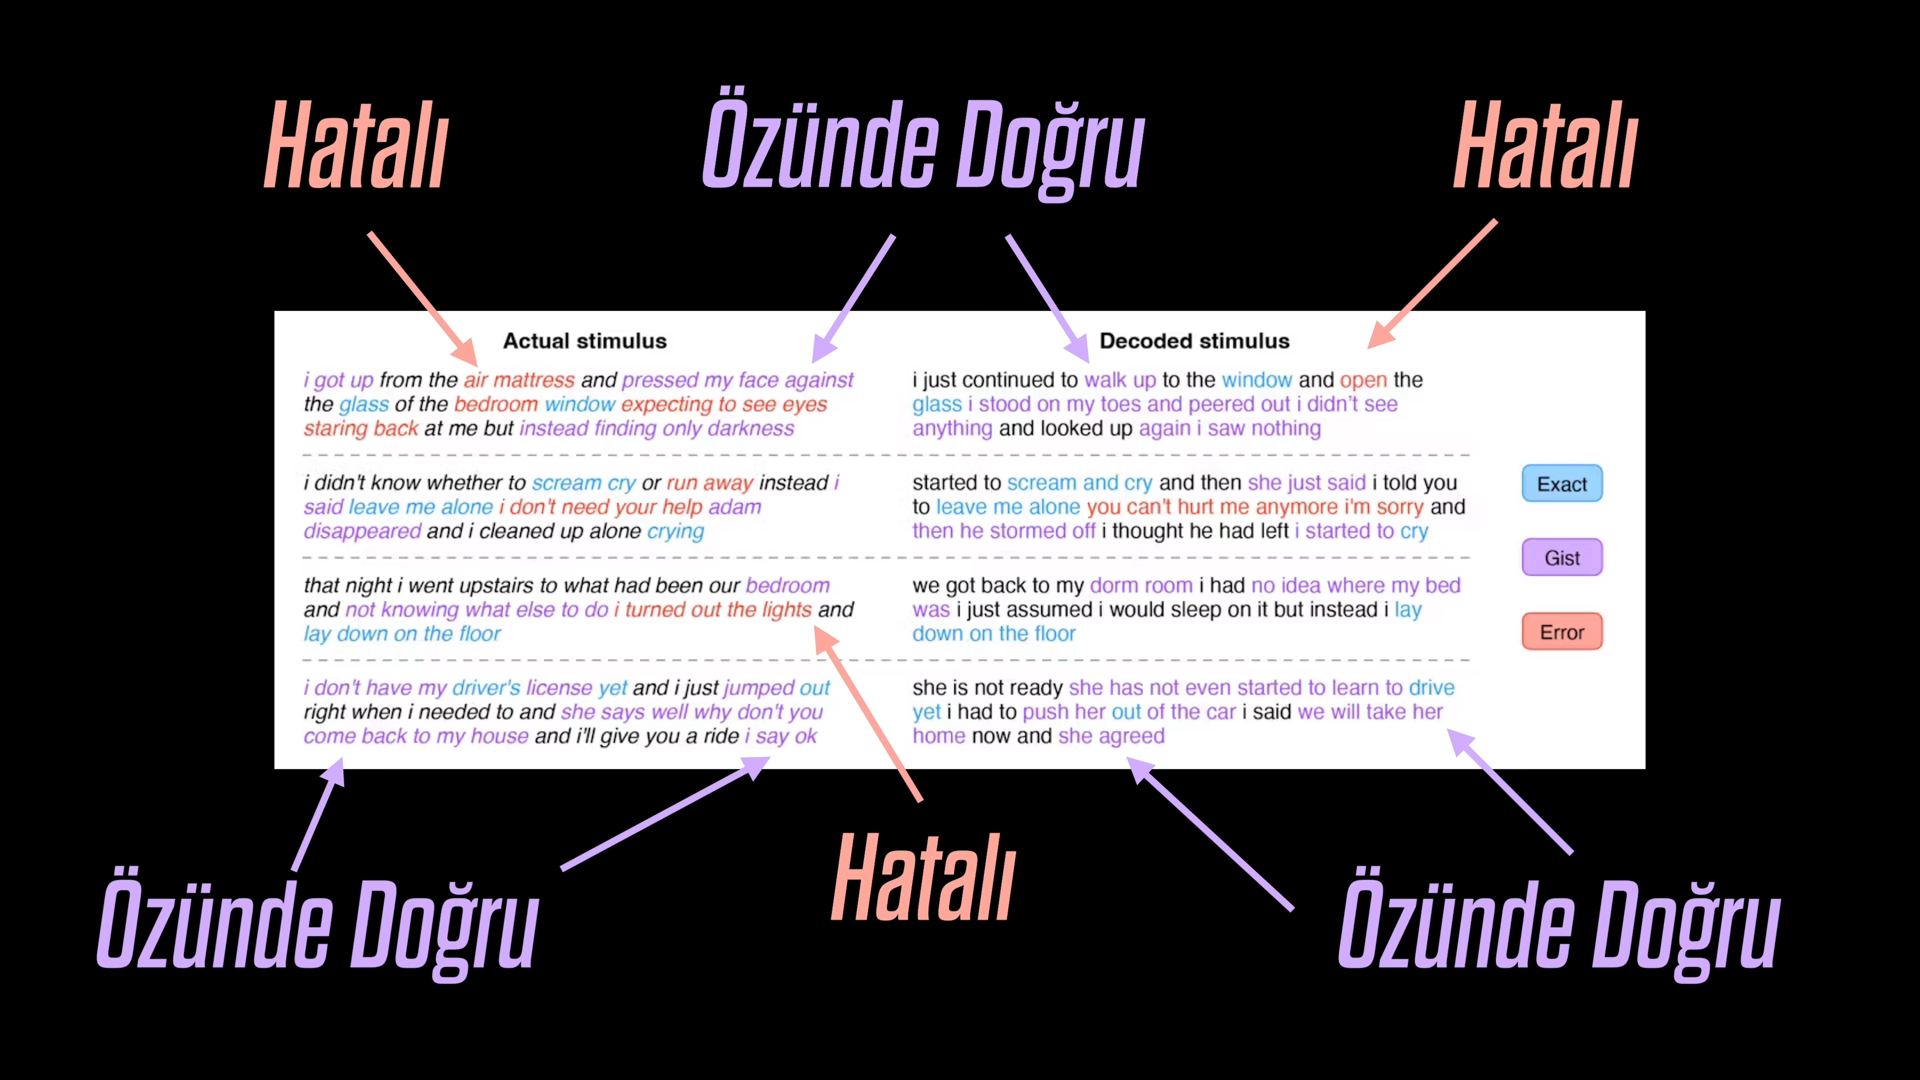 Hatalı
Özünde Doğru
Hatalı
Actual stimulus
i got up from the air mattress and pressed my face against
the glass of the bedroom window expecting to see eyes
staring back at me but instead finding only darkness
i didn't know whether to scream cry or run away instead i
said leave me alone i don't need your help adam
disappeared and i cleaned up alone crying
that night i went upstairs to what had been our bedroom
and not knowing what else to do i turned out the lights and
lay down on the floor
i don't have my driver's license yet and i just jumped out
right when i needed to and she says well why don't you
come back to my house and i'll give you a ride i say ok
Decoded stimulus
i just continued to walk up to the window and open the
glass i stood on my toes and peered out i didn't see
anything and looked up again i saw nothing
started to scream and cry and then she just said i told you
to leave me alone you can't hurt me anymore i'm sorry and
then he stormed off i thought he had left i started to cry
we got back to my dorm room i had no idea where my bed
was i just assumed i would sleep on it but instead i lay
down on the floor
she is not ready she has not even started to learn to drive
yet i had to push her out of the car i said we will take her
home now and she agreed
Exact
Gist
Error
Özünde Doğru
Hatalı
Özünde Doğru